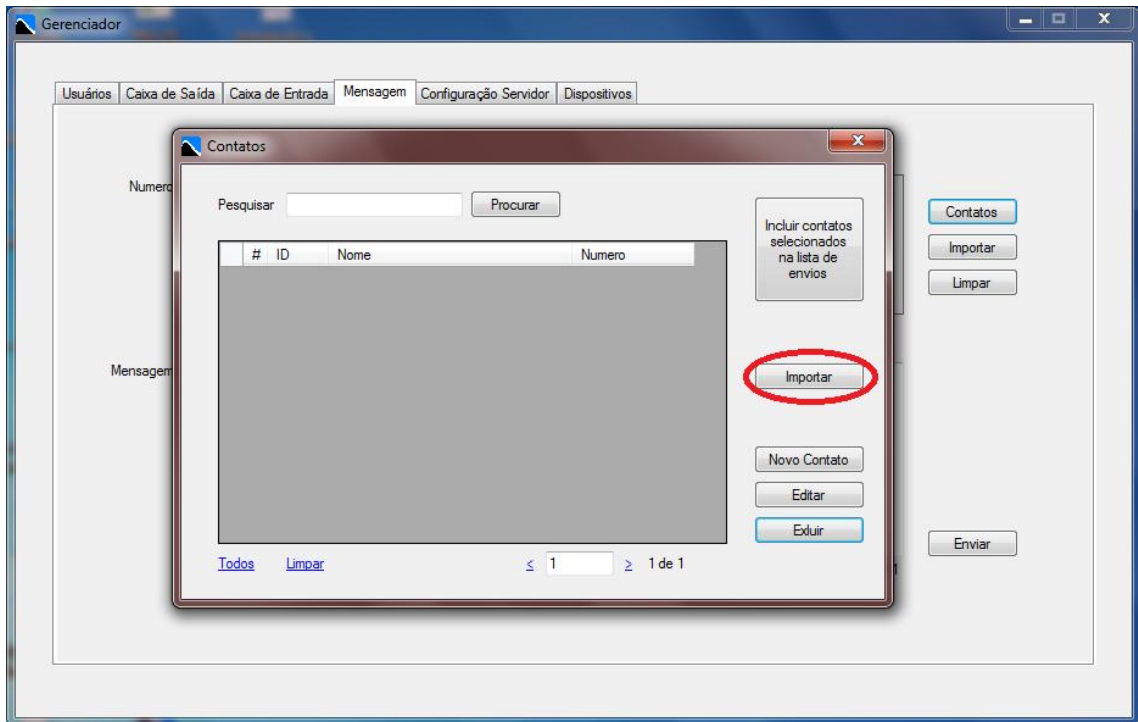 Gerenciador
Usuários Caixa de Saída Caixa de Entrada Mensagem Configuração Servidor Dispositivos
Contatos
Numero
Pesquisar Procurar
Incluir contatos
selecionados
na lista de
envios
Contatos
Importar
Limpar
# ID Nome Numero
Mensagem
Importar
Novo Contato
Editar
Exluir
Enviar
Todos Limpar < 1 > 1 de 1